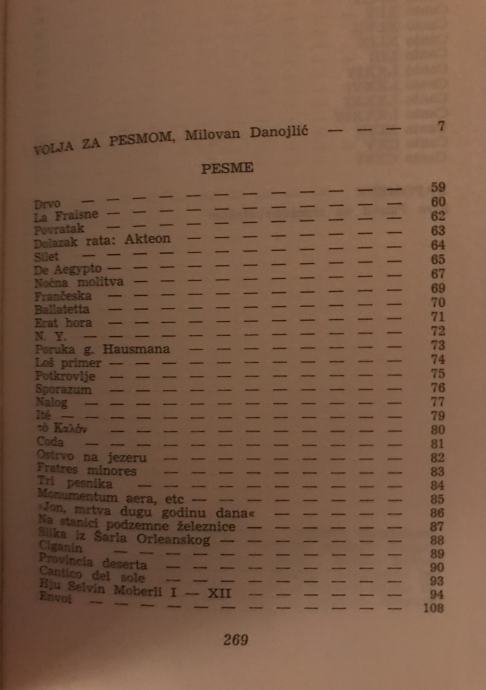 VOLJA ZA PESMOM, Milovan Danojlić — — — 7
PESME
Drvo — — — — — — — — — — — — 59
La Fraisne — — — — — — — — — — — 60
Povratak — — — — — — — — — — — 62
Dolazak rata: Akteon — — — — — — — — 63
Silet — — — — — — — — — — — — 64
De Aegypto — — — — — — — — — — — 65
Noćna molitva — — — — — — — — — — 67
Frančeska — — — — — — — — — — — 69
Ballatetta — — — — — — — — — — — 70
Erat hora — — — — — — — — — — — 71
N. Y. — — — — — — — — — — — — 72
Poruka g. Hausmana — — — — — — — — 73
Loš primer — — — — — — — — — — — 74
Potkrovlje — — — — — — — — — — — 75
Sporazum — — — — — — — — — — — 76
Nalog — — — — — — — — — — — — 77
Ité — — — — — — — — — — — — — 79
τὸ Καλόν — — — — — — — — — — — 80
Coda — — — — — — — — — — — — 81
Ostrvo na jezeru — — — — — — — — — 82
Fratres minores — — — — — — — — — 83
Tri pesnika — — — — — — — — — — 84
Monumentum aera, etc — — — — — — — — 85
»Jon, mrtva dugu godinu dana« — — — — — 86
Na stanici podzemne železnice — — — — — — 87
Slika iz Šarla Orleanskog — — — — — — — 88
Ciganin — — — — — — — — — — — 89
Provincia deserta — — — — — — — — — 90
Cantico del sole — — — — — — — — — 93
Hju Selvin Moberli I — XII — — — — — — 94
Envoi — — — — — — — — — — — — 108
269